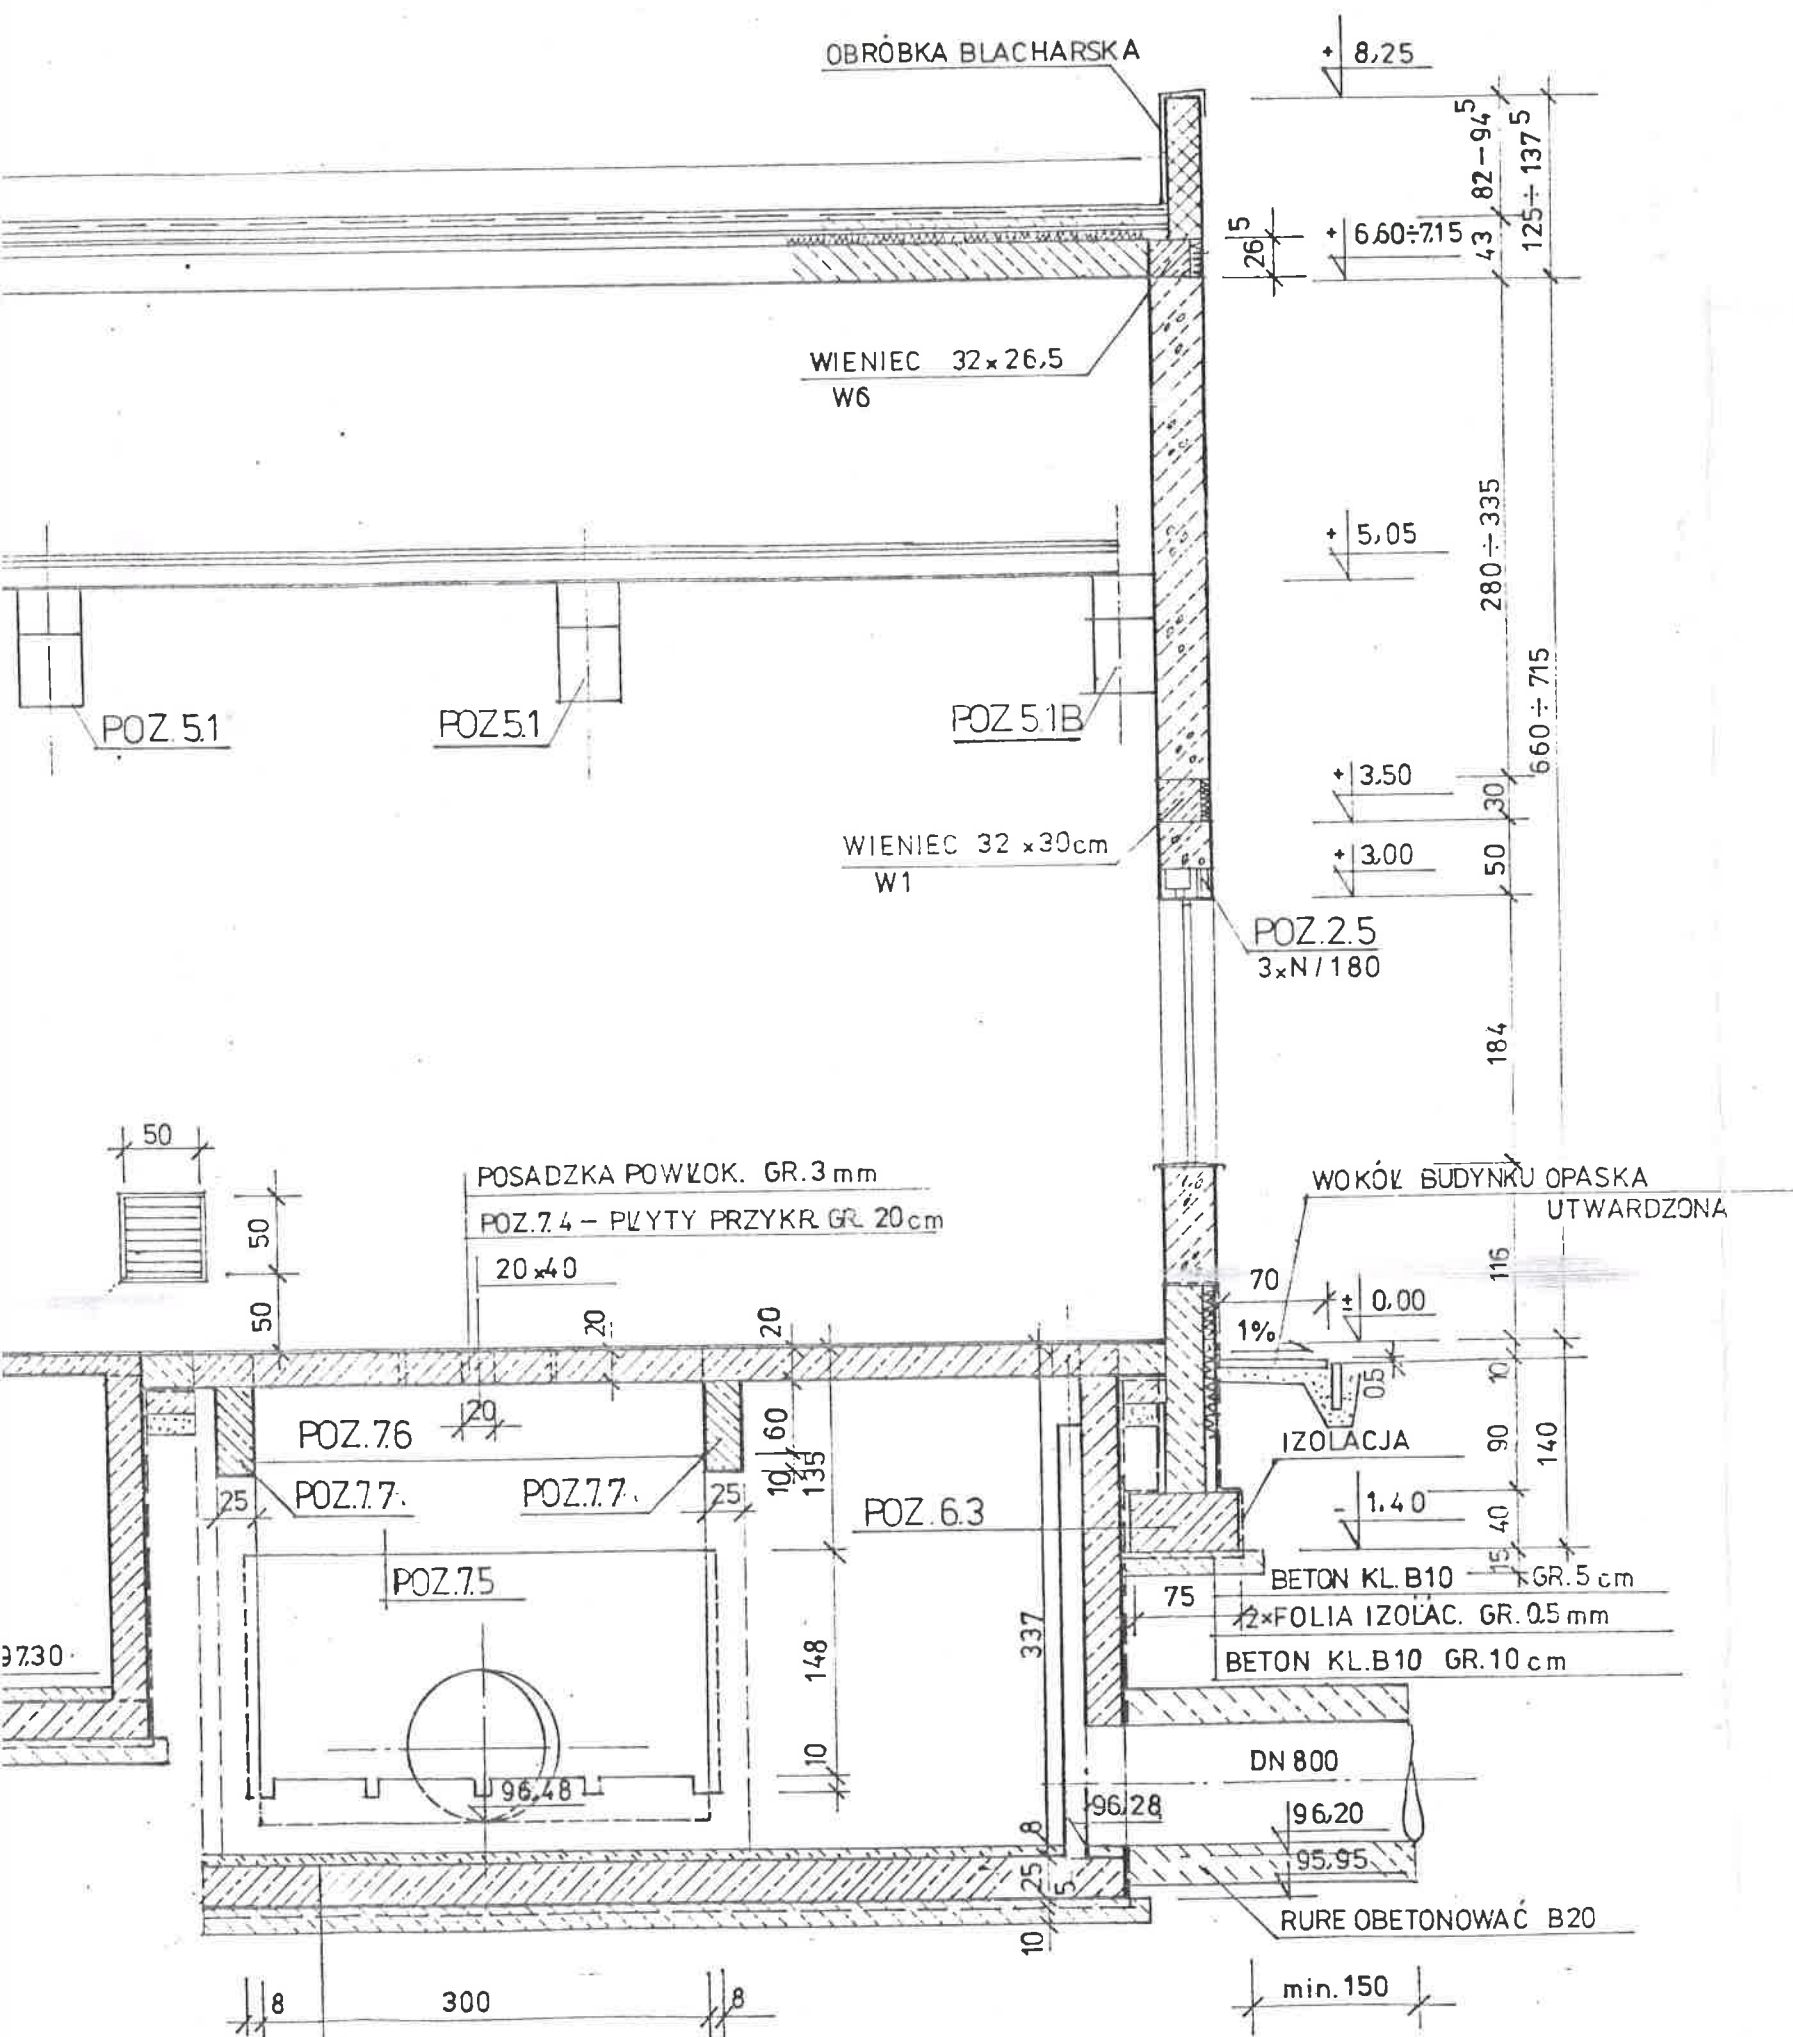 OBRÓBKA BLACHARSKA
+ 8,25
82-94⁵
125÷137⁵
43
26⁵
+ 6,60÷7,15
WIENIEC 32×26,5
W6
280÷335
+ 5,05
660÷715
POZ. 5.1
POZ 5.1
POZ 5.1B
+ 3.50
30
WIENIEC 32×30cm
W1
+ 3.00
50
POZ. 2.5
3×N/180
184
50
POSADZKA POWŁOK. GR. 3 mm
POZ. 7.4 – PŁYTY PRZYKR. GR. 20 cm
20×40
50
50
WOKÓŁ BUDYNKU OPASKA
UTWARDZONA
116
70
± 0,00
1%
20
20
0,5
10
POZ. 7.6
20
60
10
135
IZOLACJA
90
140
POZ. 7.7.
POZ. 7.7.
25
25
POZ. 6.3
- 1.40
40
15
POZ. 7.5
BETON KL. B10 GR. 5 cm
75
2×FOLIA IZOLAC. GR. 0,5 mm
BETON KL. B10 GR. 10 cm
337
148
97.30
10
DN 800
96,48
96,28
96,20
8
95,95
25
5
RURE OBETONOWAĆ B20
10
8
300
8
min. 150